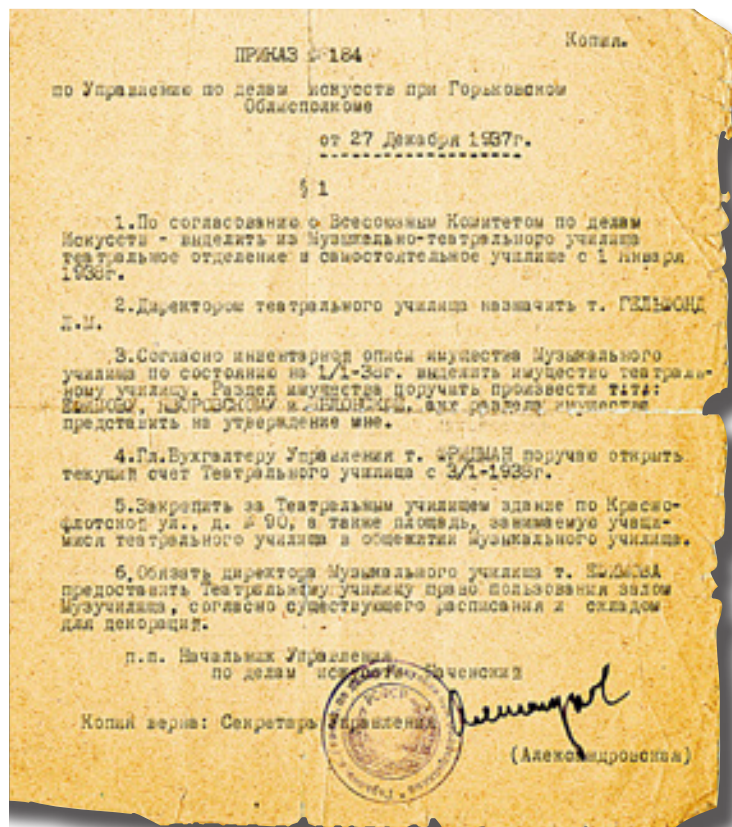 Копия.
ПРИКАЗ № 184
по Управлению по делам искусств при Горьковском
Облисполкоме
от 27 Декабря 1937г.
§ 1
1.По согласованию с Всесоюзным Комитетом по делам
Искусств - выделить из Музыкально-театрального училища
театральное отделение в самостоятельное училище с 1 Января
1938г.
2.Директором театрального училища назначить т. ГЕЛЬФОНД
3.Согласно инвентарной описи имущества Музыкального
училища по состоянию на 1/1-38г. выделить имущество театраль-
ному училищу. Раздел имущества поручить произвести т.т.:
ЕФИМОВУ, и акт раздела имущества
представить на утверждение мне.
4.Гл.Бухгалтеру Управления т. ФРИДМАН поручаю открыть
текущий счет Театрального училища с 3/1-1938г.
5.Закрепить за Театральным училищем здание по Красно-
флотской ул., д. № 90, а также площадь, занимаемую учащи-
мися театрального училища в общежитии Музыкального училища.
6.Обязать директора Музыкального училища т. ЕФИМОВА
предоставить Театральному училищу право пользования залом
Музучилища, согласно существующего расписания и складом
для декораций.
п.п. Начальник Управления
по делам искусств
Копия верна: Секретарь Управления
(Александровская)